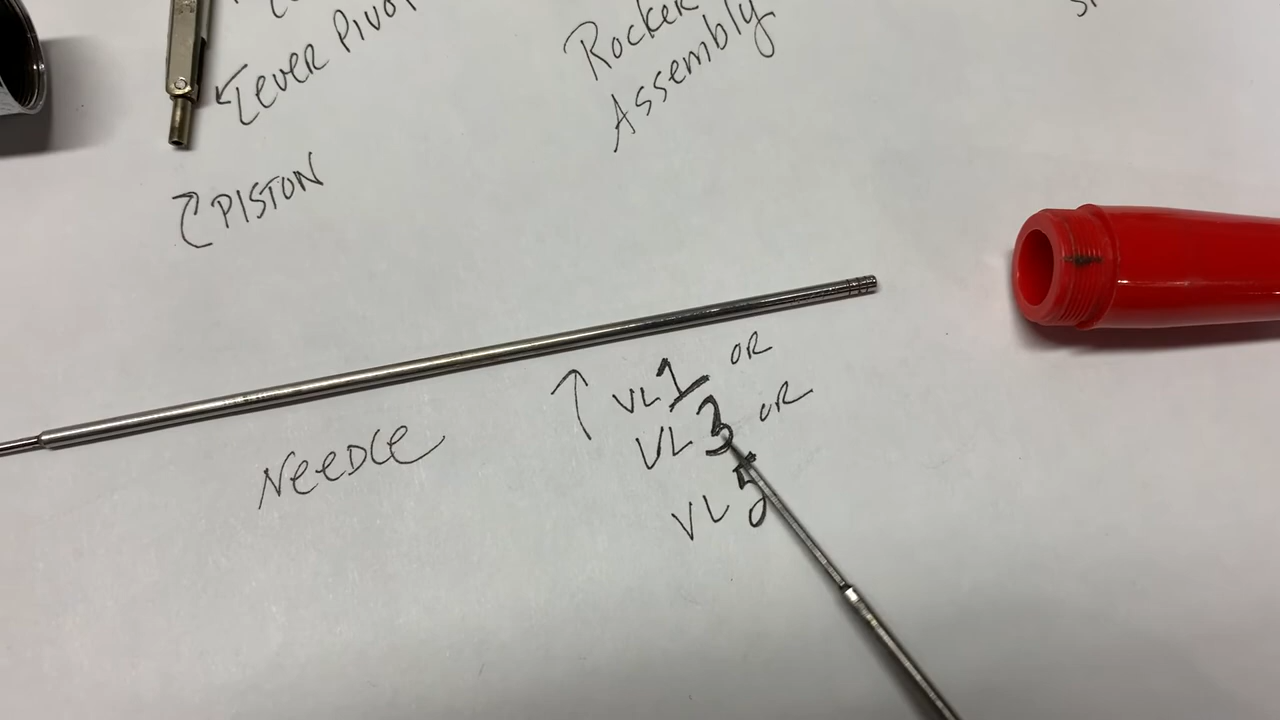 Lever Pivot
Rocker
Assembly
PISTON
VL1 OR
VL3 OR
NEEDLE
VL5